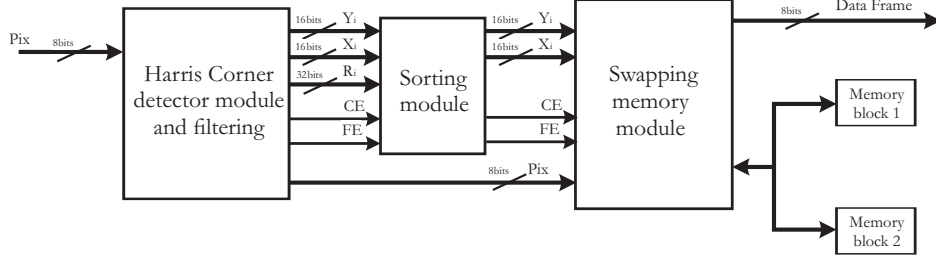 Pix
8bits
Harris Corner
detector module
and filtering
16bits Yi
16bits Xi
32bits Ri
CE
FE
Sorting
module
16bits Yi
16bits Xi
CE
FE
8bits Pix
Swapping
memory
module
8bits
Data Frame
Memory
block 1
Memory
block 2